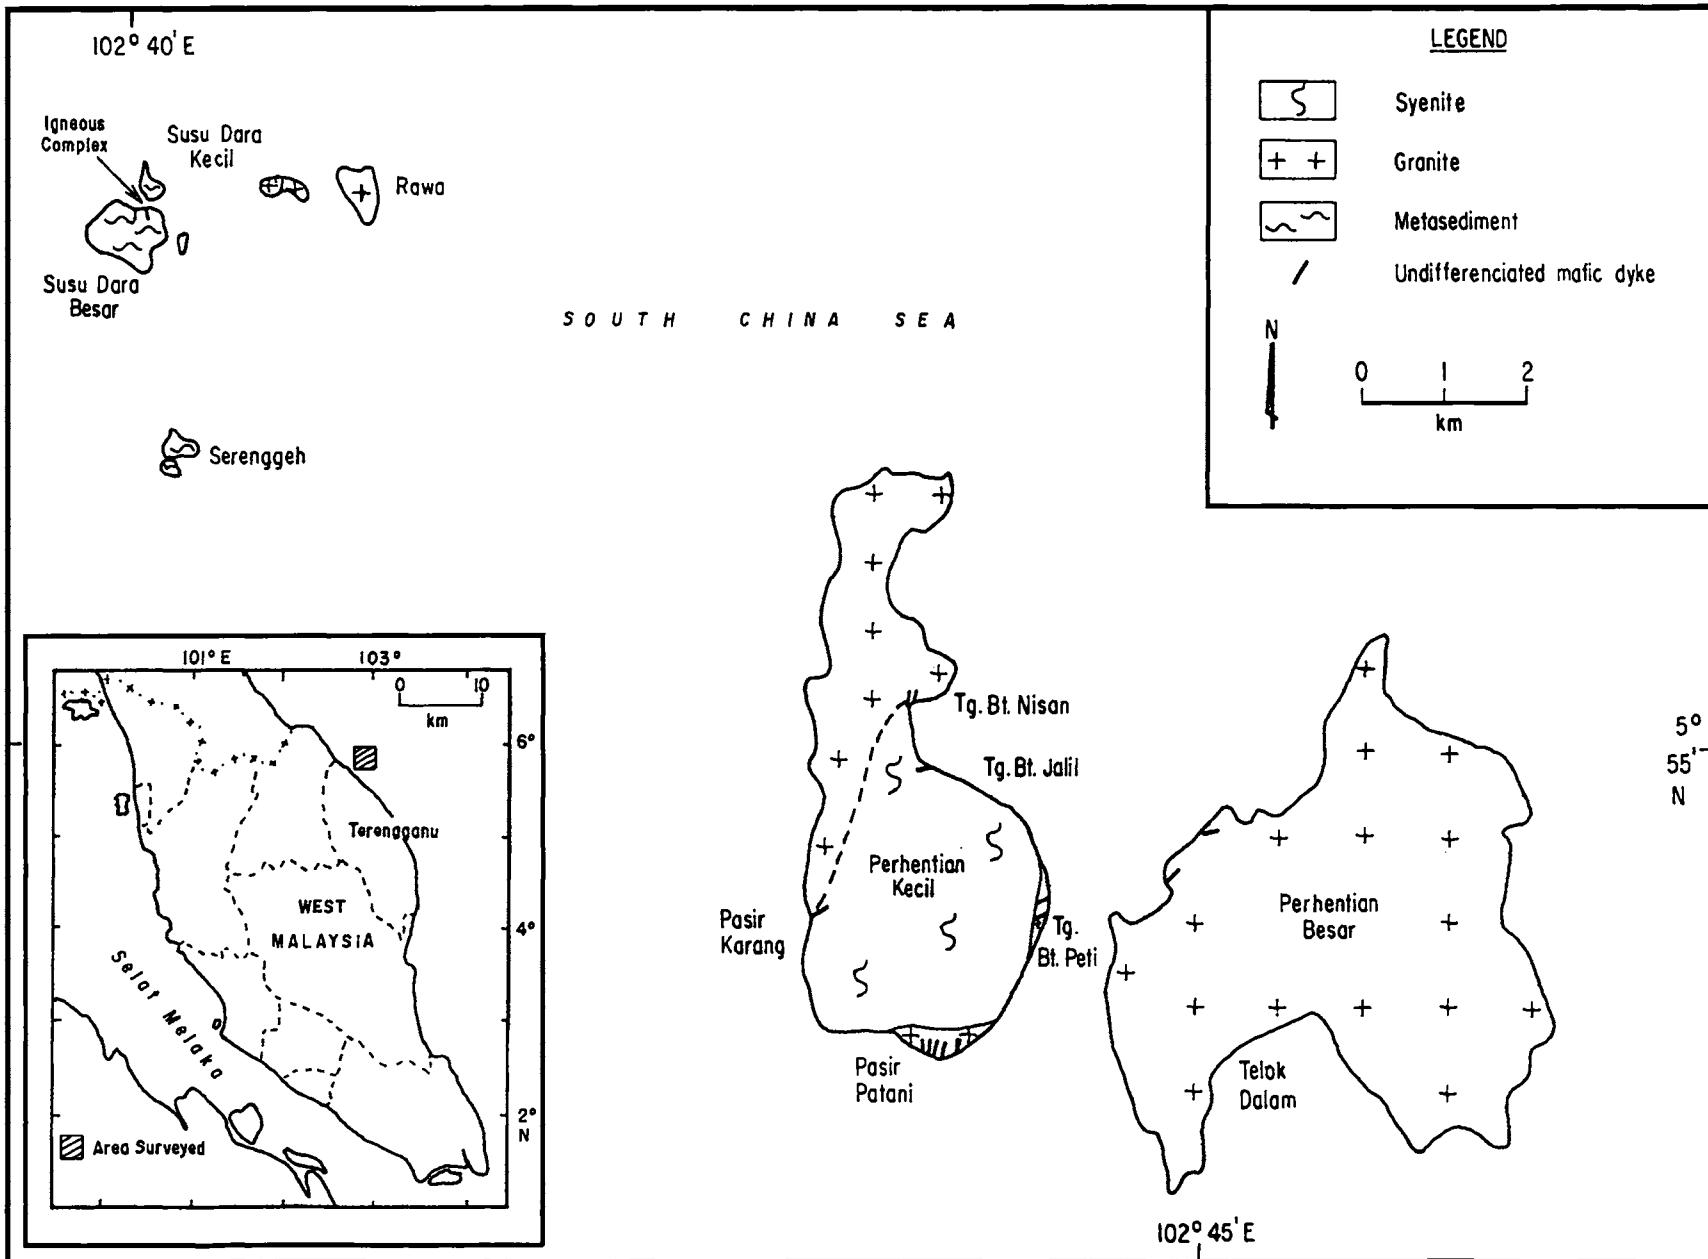 102° 40' E
Igneous
Complex
Susu Dara
Kecil
Rawa
Susu Dara
Besar
SOUTH CHINA SEA
Serenggeh
LEGEND
Syenite
Granite
Metasediment
Undifferenciated mafic dyke
N
0 1 2
km
Tg. Bt. Nisan
Tg. Bt. Jalil
Perhentian
Kecil
Pasir
Karang
Tg.
Bt. Peti
Pasir
Patani
Perhentian
Besar
Telok
Dalam
5°
55'
N
102° 45' E
101° E
103°
0 10
km
6°
Terengganu
WEST
MALAYSIA
4°
Selat Melaka
2°
N
Area Surveyed